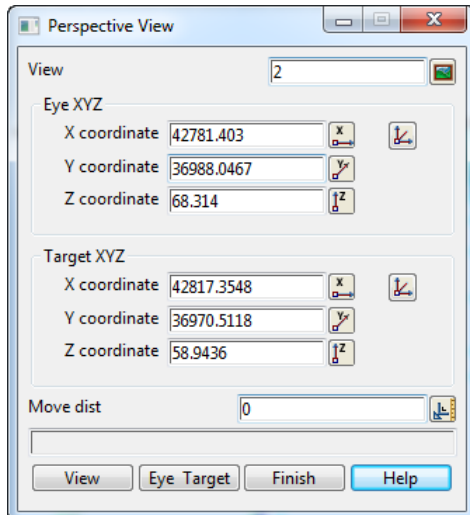 Perspective View
View 2
Eye XYZ
X coordinate 42781.403
Y coordinate 36988.0467
Z coordinate 68.314
Target XYZ
X coordinate 42817.3548
Y coordinate 36970.5118
Z coordinate 58.9436
Move dist 0
View Eye Target Finish Help